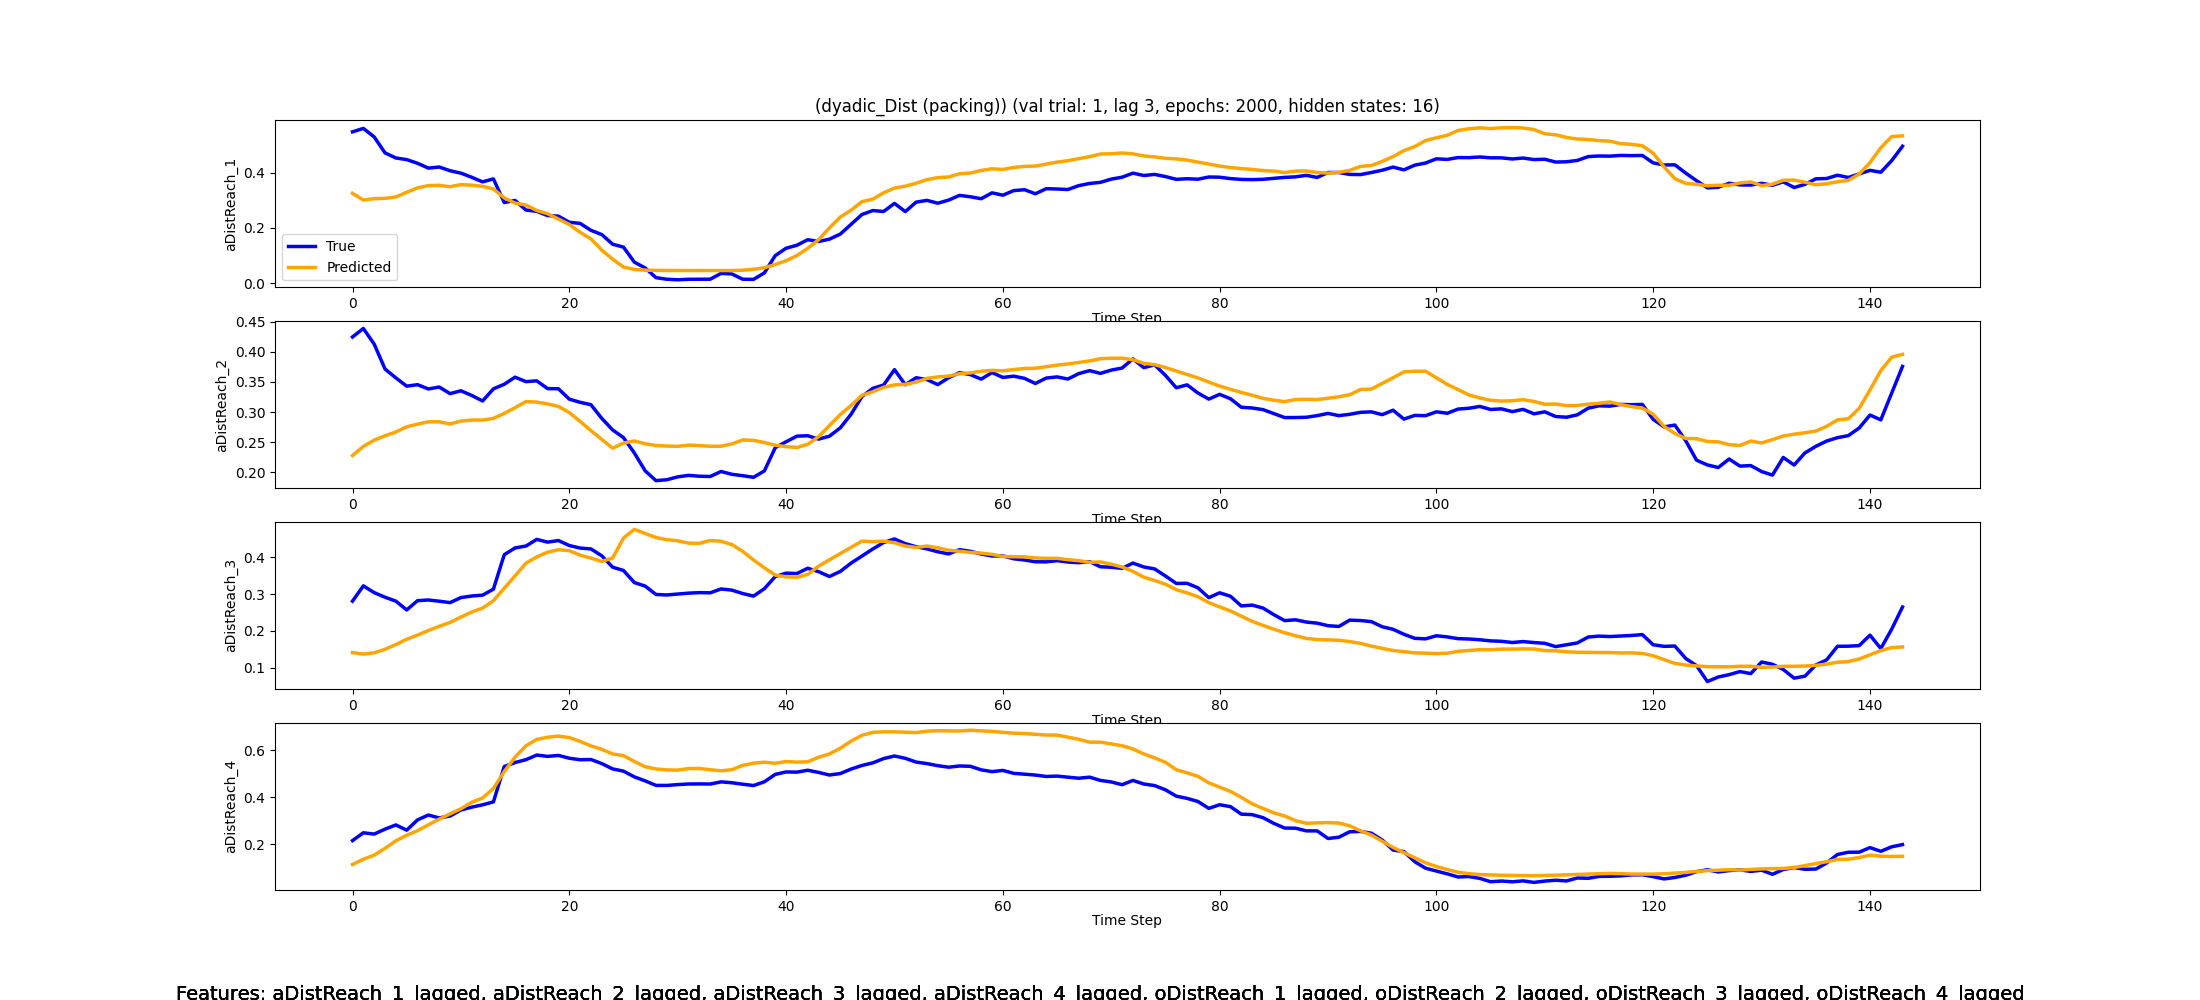 (dyadic_Dist (packing)) (val trial: 1, lag 3, epochs: 2000, hidden states: 16)
aDistReach_1
0.4
0.2
0.0
True
Predicted
0 20 40 60 80 100 120 140
Time Step
aDistReach_2
0.45
0.40
0.35
0.30
0.25
0.20
0 20 40 60 80 100 120 140
Time Step
aDistReach_3
0.4
0.3
0.2
0.1
0 20 40 60 80 100 120 140
Time Step
aDistReach_4
0.6
0.4
0.2
0 20 40 60 80 100 120 140
Time Step
Features: aDistReach_1_lagged, aDistReach_2_lagged, aDistReach_3_lagged, aDistReach_4_lagged, oDistReach_1_lagged, oDistReach_2_lagged, oDistReach_3_lagged, oDistReach_4_lagged